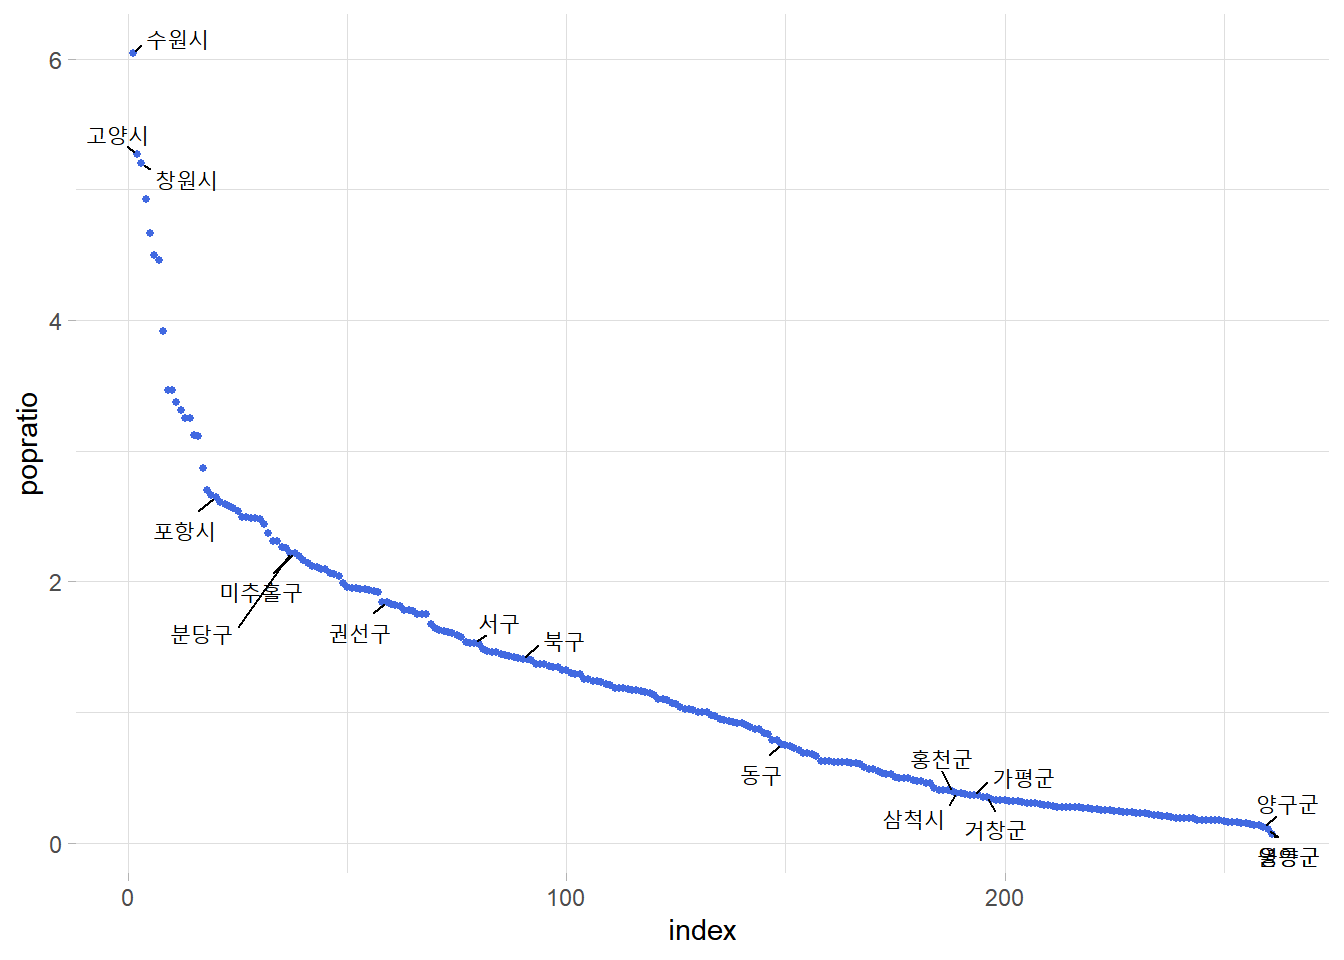 수원시
6
고양시
창원시
4
popratio
포항시
2
미추홀구
분당구
권선구
서구
북구
홍천군
동구
가평군
양구군
삼척시
거창군
0
0
100
200
index